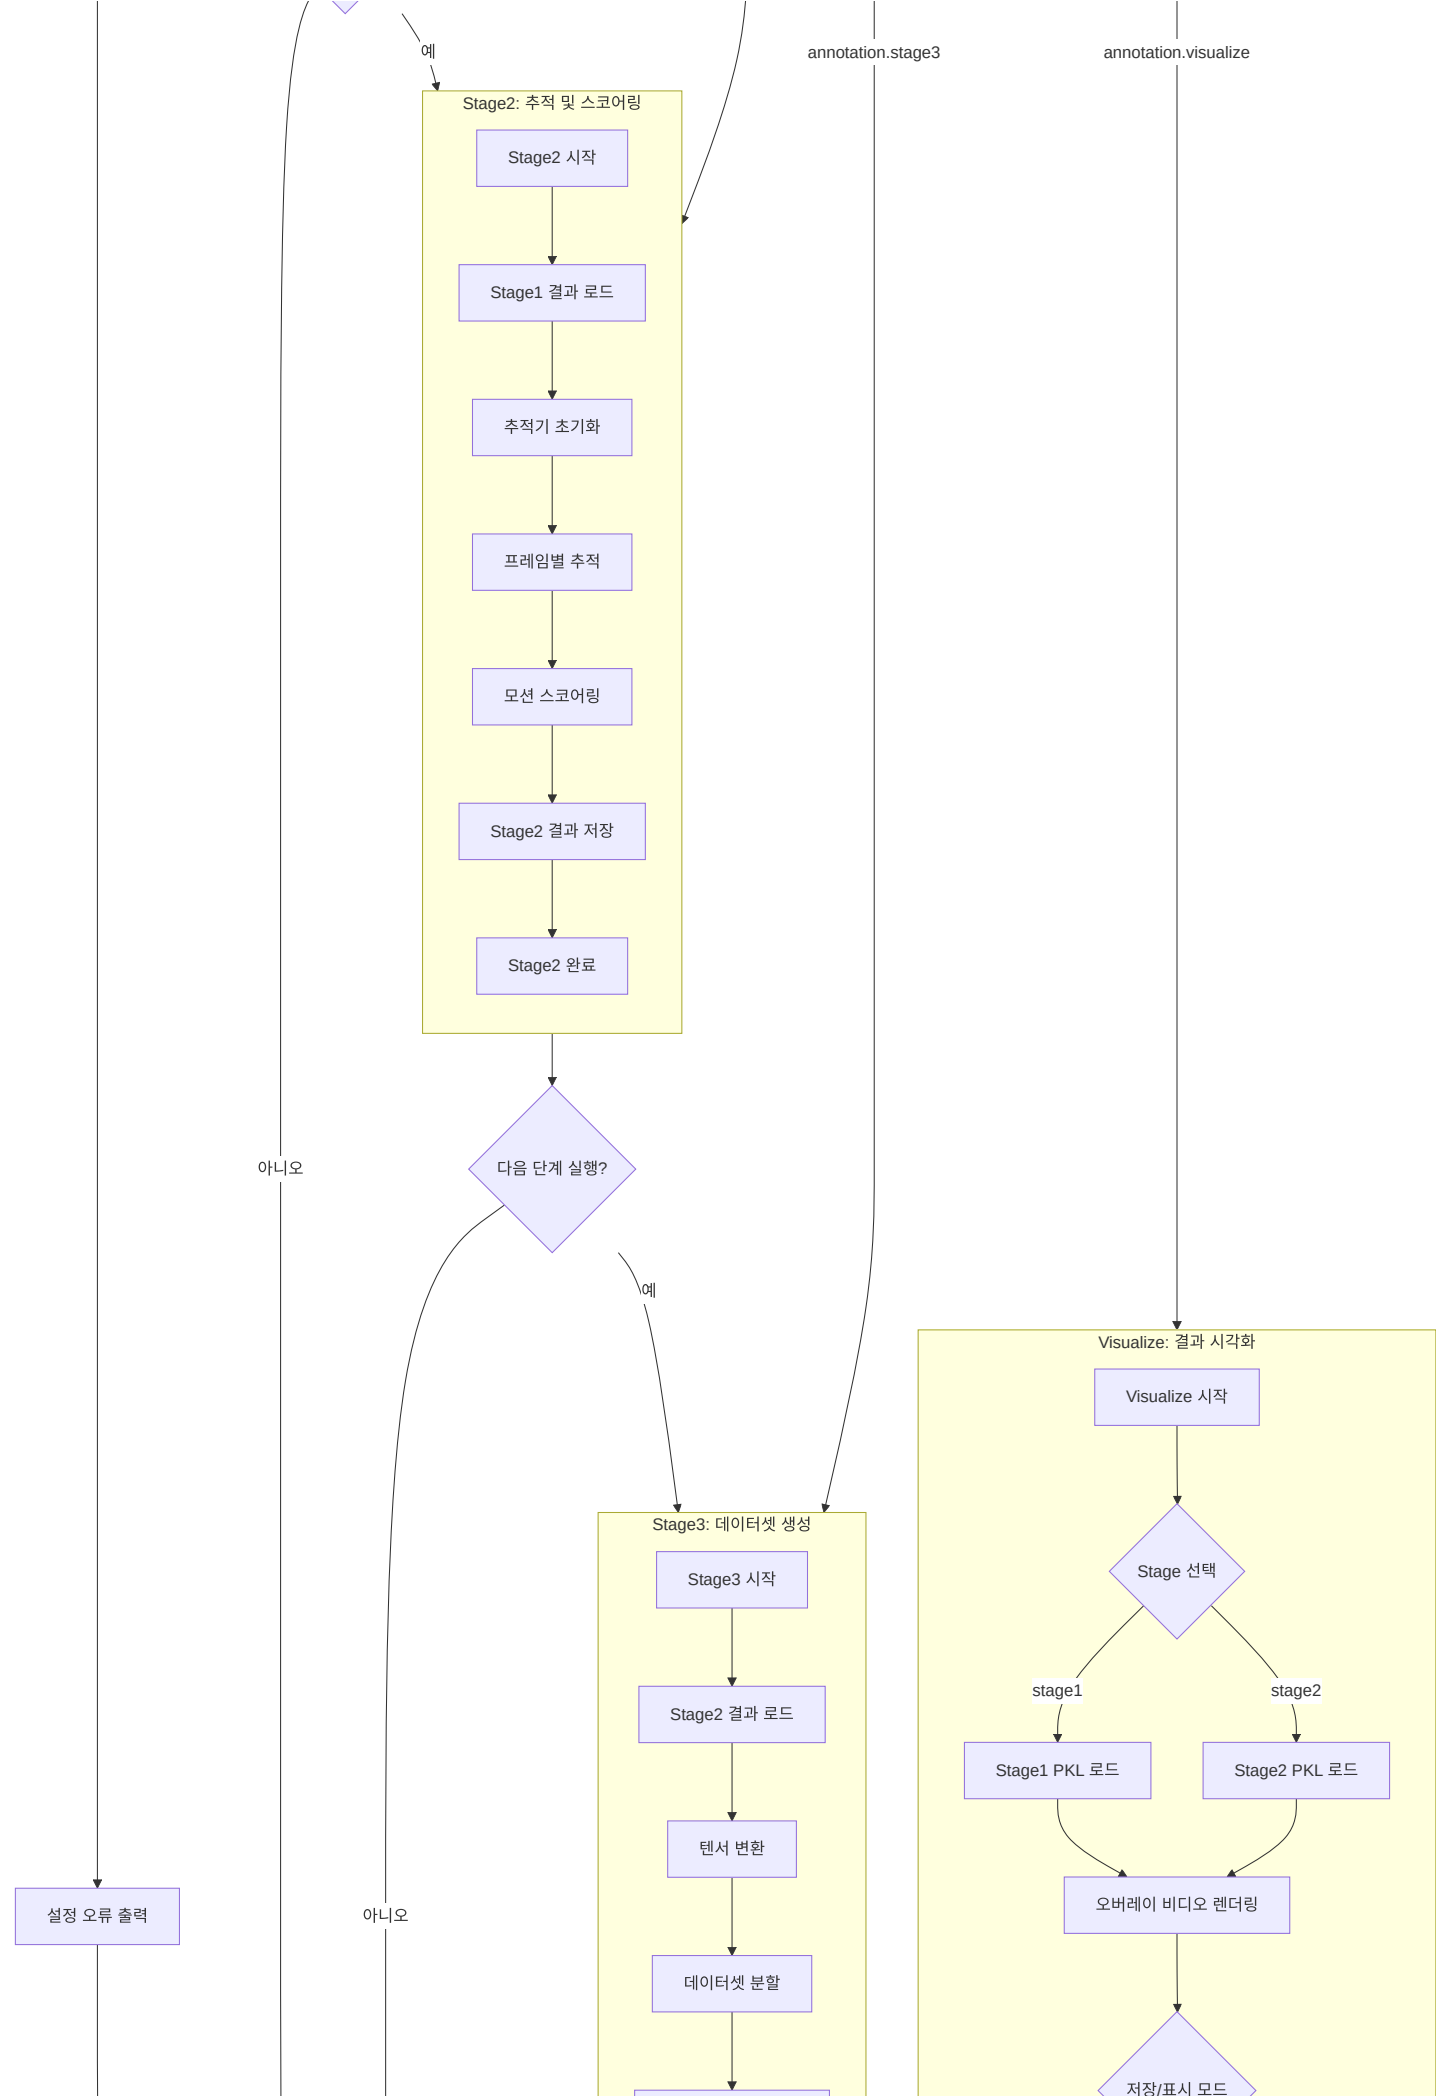 예
annotation.stage3
annotation.visualize
Stage2: 추적 및 스코어링
Stage2 시작
Stage1 결과 로드
추적기 초기화
프레임별 추적
모션 스코어링
Stage2 결과 저장
Stage2 완료
아니오
다음 단계 실행?
예
Visualize: 결과 시각화
Visualize 시작
Stage3: 데이터셋 생성
Stage 선택
Stage3 시작
stage1
stage2
Stage2 결과 로드
Stage1 PKL 로드
Stage2 PKL 로드
텐서 변환
설정 오류 출력
아니오
오버레이 비디오 렌더링
데이터셋 분할
저장/표시 모드